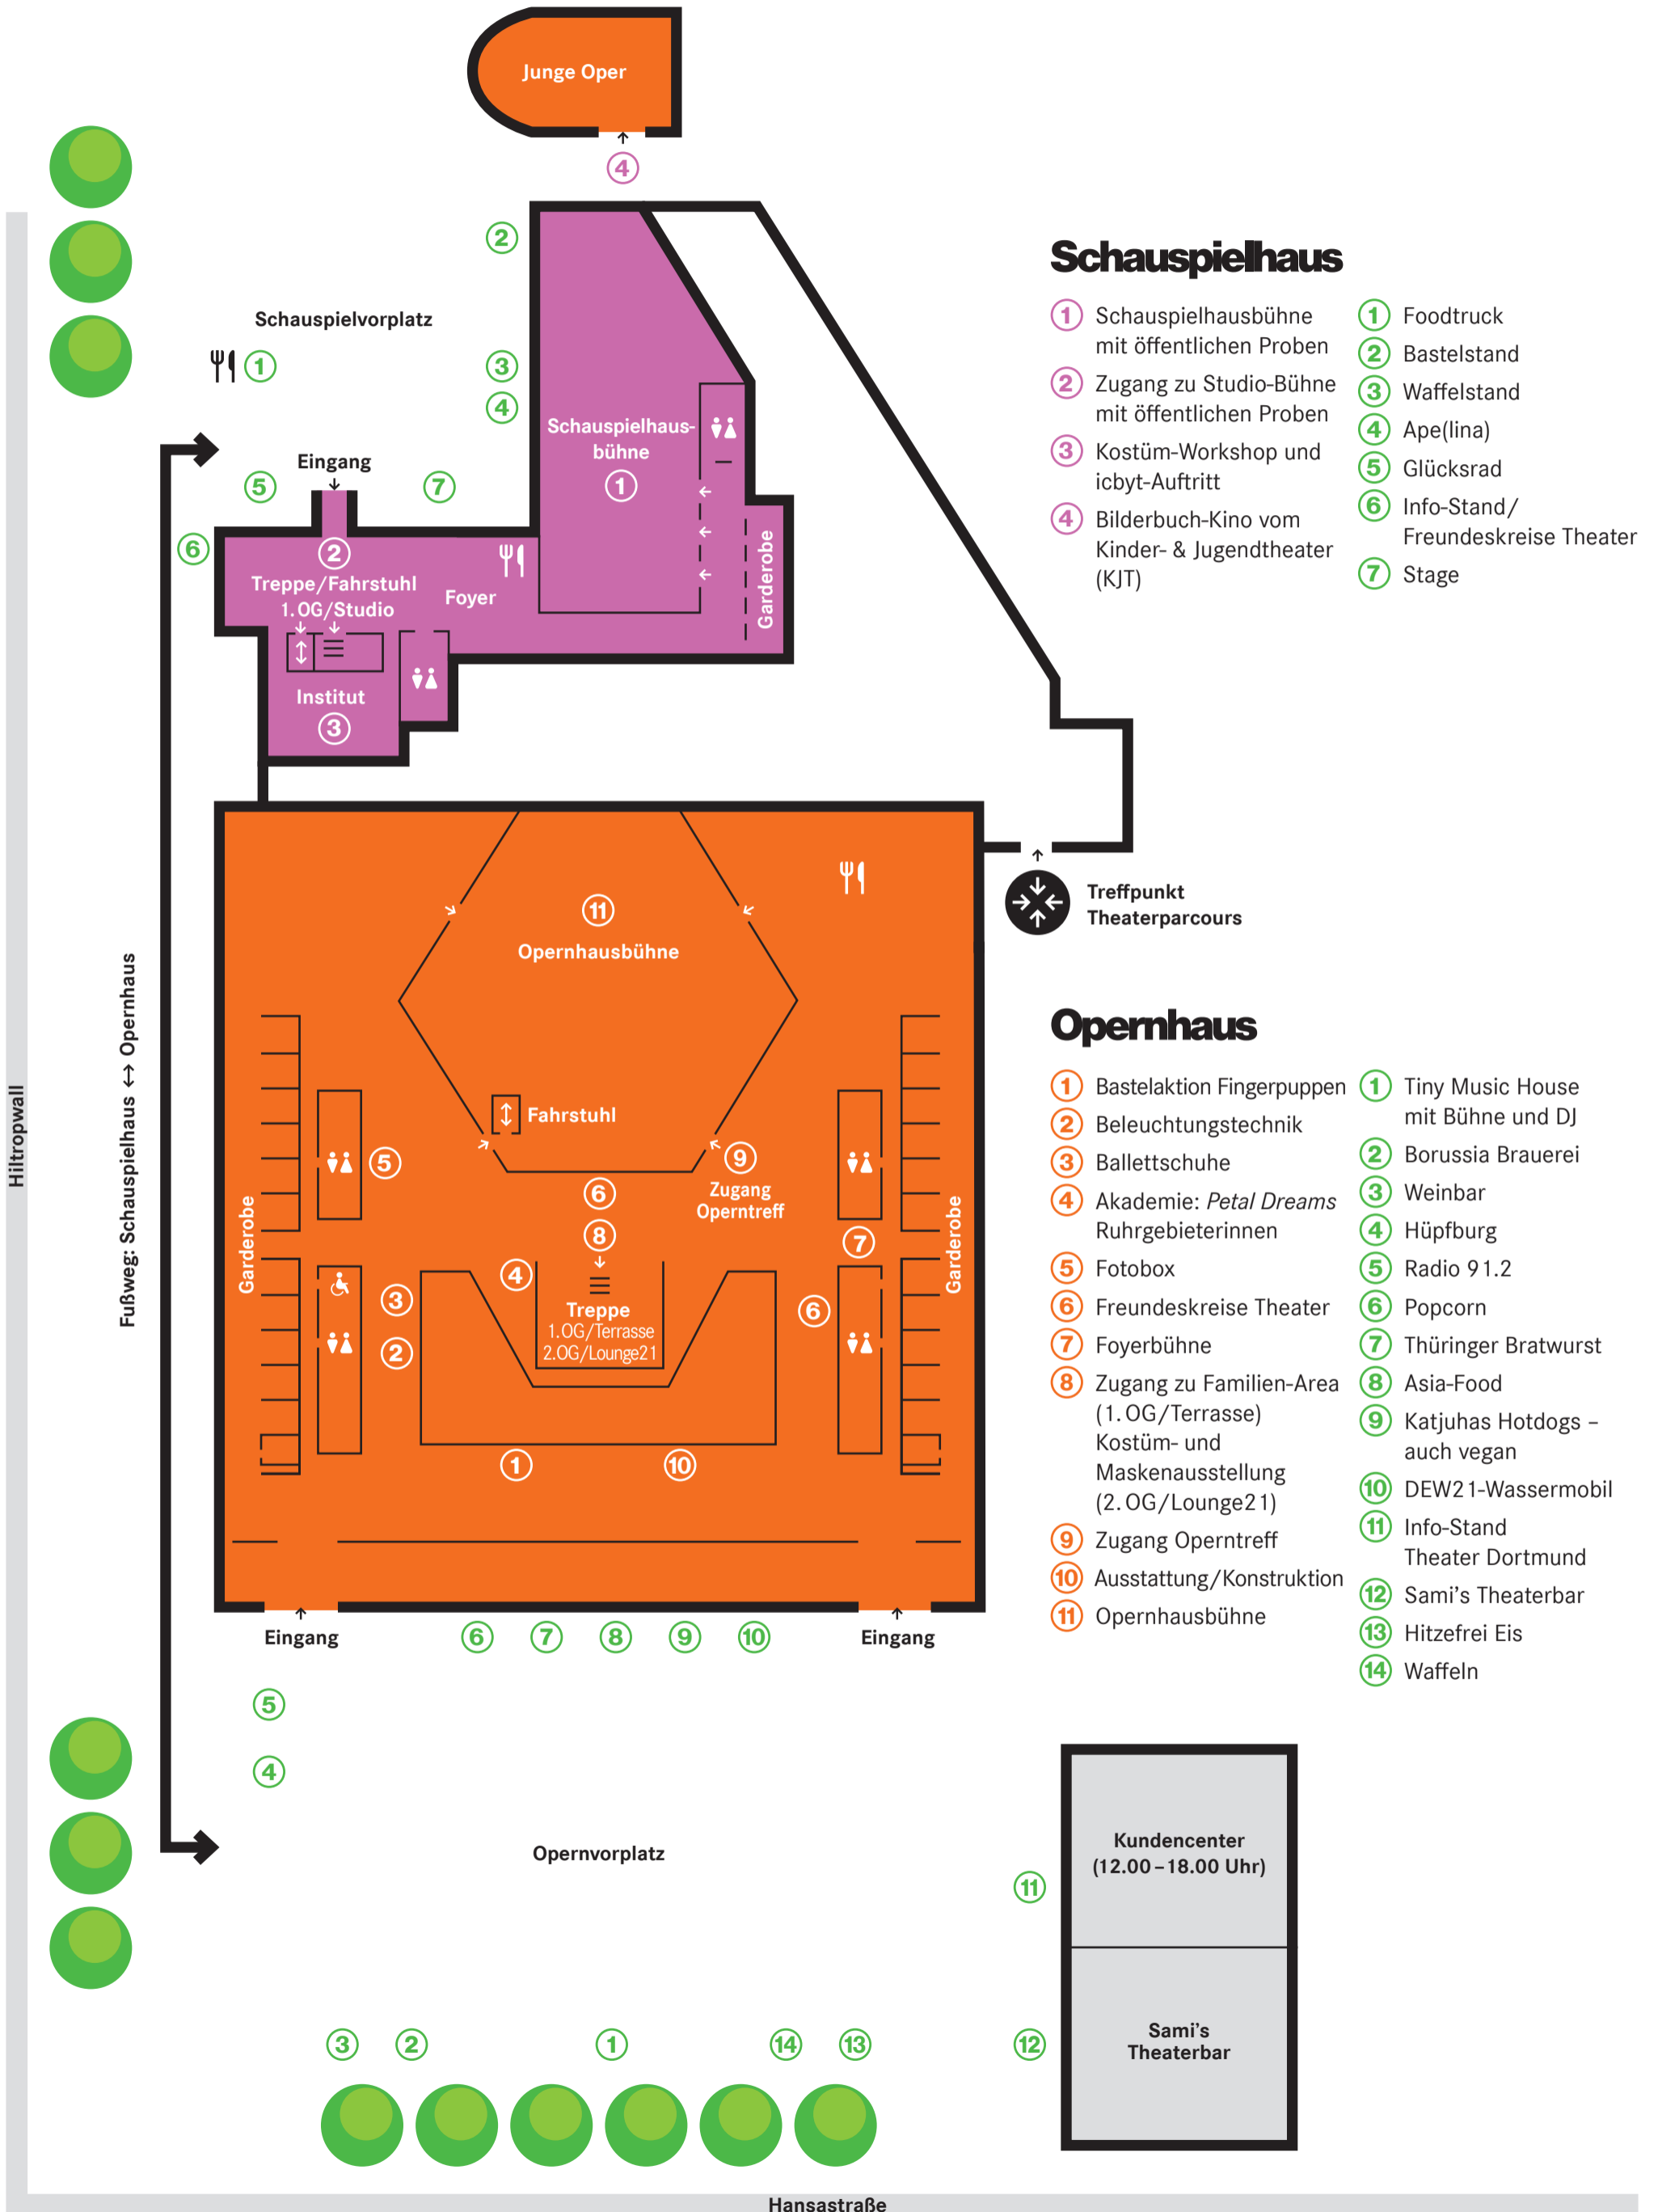 Junge Oper
4
2
Schauspielvorplatz
1
3
4
Schauspielhaus-
bühne
1
Eingang
5
7
6
2
Treppe/Fahrstuhl
1. OG/Studio
Foyer
Garderobe
Institut
3
Schauspielhaus
1 Schauspielhausbühne
mit öffentlichen Proben
2 Zugang zu Studio-Bühne
mit öffentlichen Proben
3 Kostüm-Workshop und
icbyt-Auftritt
4 Bilderbuch-Kino vom
Kinder- & Jugendtheater
(KJT)
1 Foodtruck
2 Bastelstand
3 Waffelstand
4 Ape(lina)
5 Glücksrad
6 Info-Stand/
Freundeskreise Theater
7 Stage
Treffpunkt
Theaterparcours
Hiltropwall
Fußweg: Schauspielhaus ↔ Opernhaus
11
Opernhausbühne
Fahrstuhl
5
9
Zugang
Operntreff
6
8
7
Garderobe
Garderobe
4
3
2
6
Treppe
1.OG/Terrasse
2.OG/Lounge21
1
10
Eingang
6
7
8
9
10
Eingang
5
4
Opernhaus
1 Bastelaktion Fingerpuppen
2 Beleuchtungstechnik
3 Ballettschuhe
4 Akademie: Petal Dreams
Ruhrgebieterinnen
5 Fotobox
6 Freundeskreise Theater
7 Foyerbühne
8 Zugang zu Familien-Area
(1. OG/Terrasse)
Kostüm- und
Maskenausstellung
(2. OG/Lounge21)
9 Zugang Operntreff
10 Ausstattung/Konstruktion
11 Opernhausbühne
1 Tiny Music House
mit Bühne und DJ
2 Borussia Brauerei
3 Weinbar
4 Hüpfburg
5 Radio 91.2
6 Popcorn
7 Thüringer Bratwurst
8 Asia-Food
9 Katjuhas Hotdogs –
auch vegan
10 DEW21-Wassermobil
11 Info-Stand
Theater Dortmund
12 Sami's Theaterbar
13 Hitzefrei Eis
14 Waffeln
Opernvorplatz
11
Kundencenter
(12.00 – 18.00 Uhr)
3
2
1
14
13
12
Sami's
Theaterbar
Hansastraße